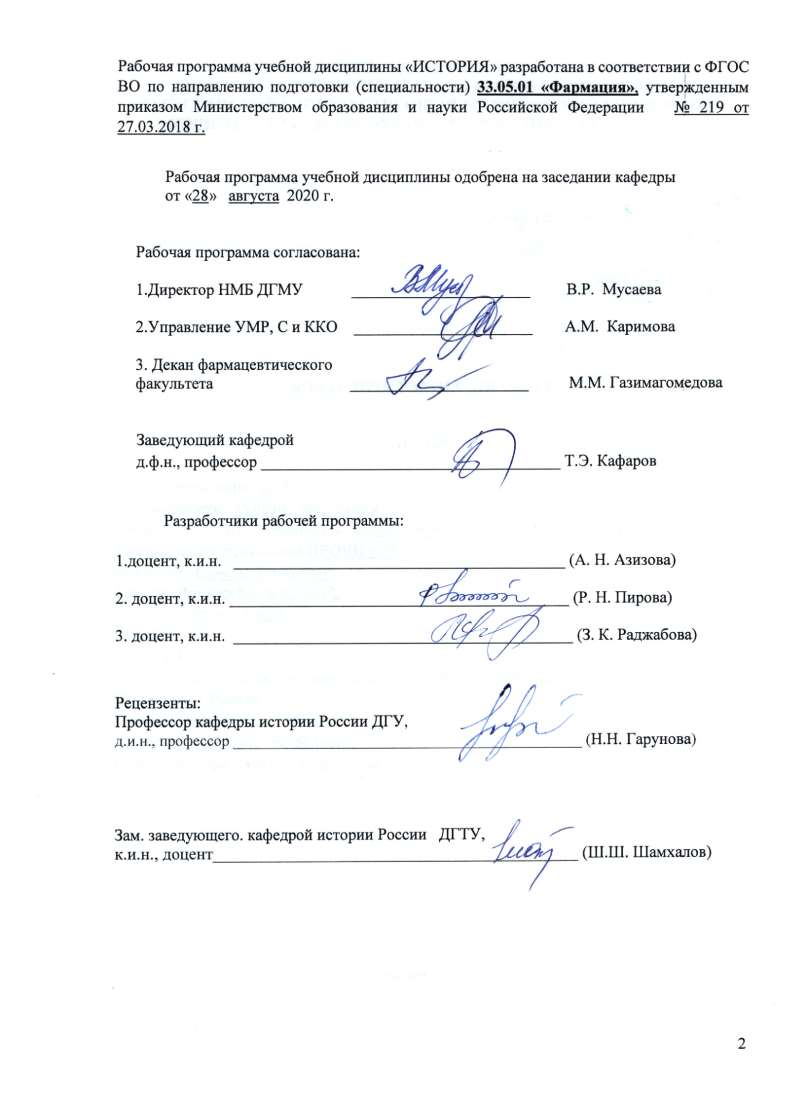 Рабочая программа учебной дисциплины «ИСТОРИЯ» разработана в соответствии с ФГОС
ВО по направлению подготовки (специальности) 33.05.01 «Фармация», утвержденным
приказом Министерством образования и науки Российской Федерации № 219 от
27.03.2018 г.
Рабочая программа учебной дисциплины одобрена на заседании кафедры
от «28» августа 2020 г.
Рабочая программа согласована:
1.Директор НМБ ДГМУ В.Р. Мусаева
2.Управление УМР, С и ККО А.М. Каримова
3. Декан фармацевтического
факультета М.М. Газимагомедова
Заведующий кафедрой
д.ф.н., профессор Т.Э. Кафаров
Разработчики рабочей программы:
1.доцент, к.и.н. (А. Н. Азизова)
2. доцент, к.и.н. (Р. Н. Пирова)
3. доцент, к.и.н. (З. К. Раджабова)
Рецензенты:
Профессор кафедры истории России ДГУ,
д.и.н., профессор (Н.Н. Гарунова)
Зам. заведующего. кафедрой истории России ДГТУ,
к.и.н., доцент (Ш.Ш. Шамхалов)
2